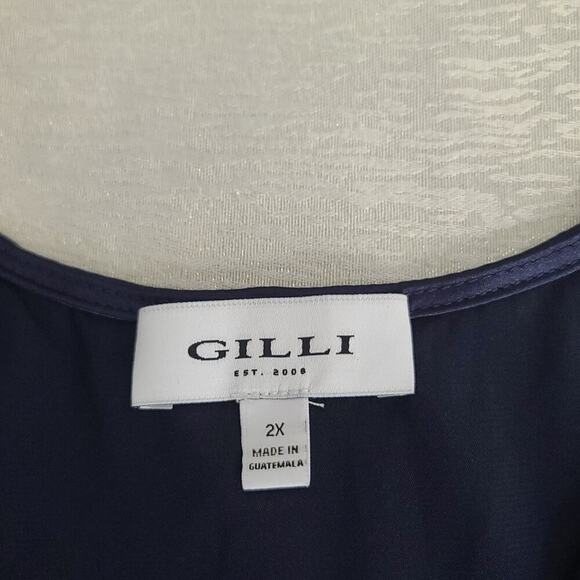 GILLI
EST. 2008
2X
MADE IN
GUATEMALA